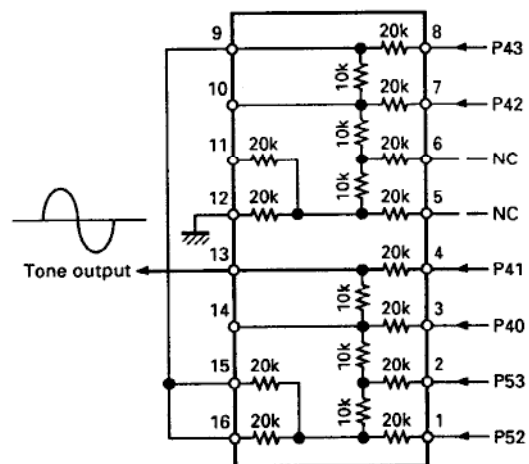 9 20k 8 P43
10k
10 20k 7 P42
10k
11 20k 20k 6 NC
10k
12 20k 20k 5 NC
Tone output
13 20k 4 P41
10k
14 20k 3 P40
10k
15 20k 20k 2 P53
10k
16 20k 20k 1 P52